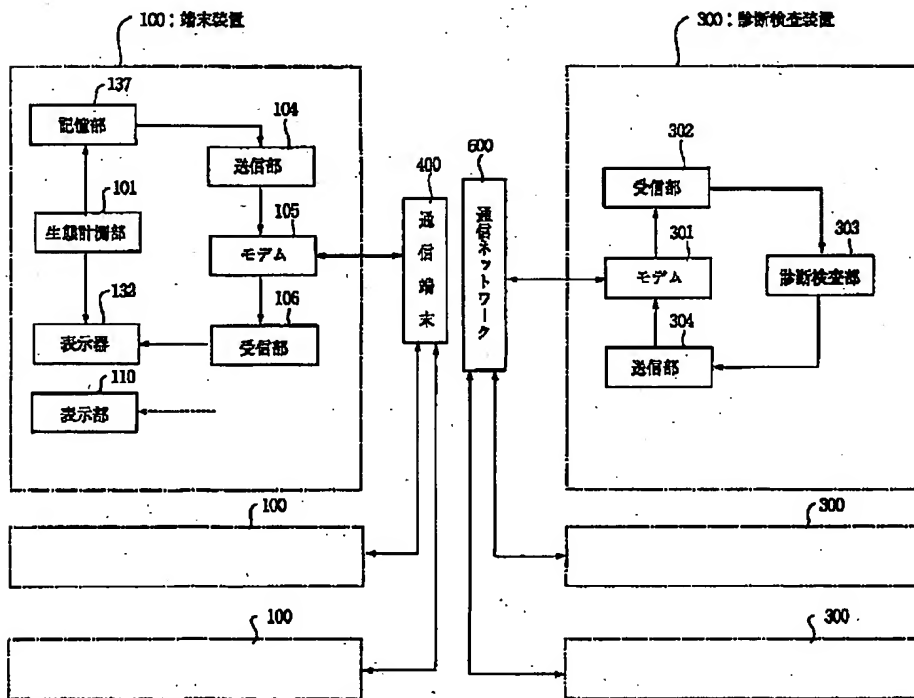 100:端末装置
137
記憶部
104
送信部
101
生態計測部
105
モデム
132
表示器
106
受信部
110
表示部
400
通信端末
600
通信ネットワーク
300:診断検査装置
302
受信部
301
モデム
303
診断検査部
304
送信部
100
300
100
300